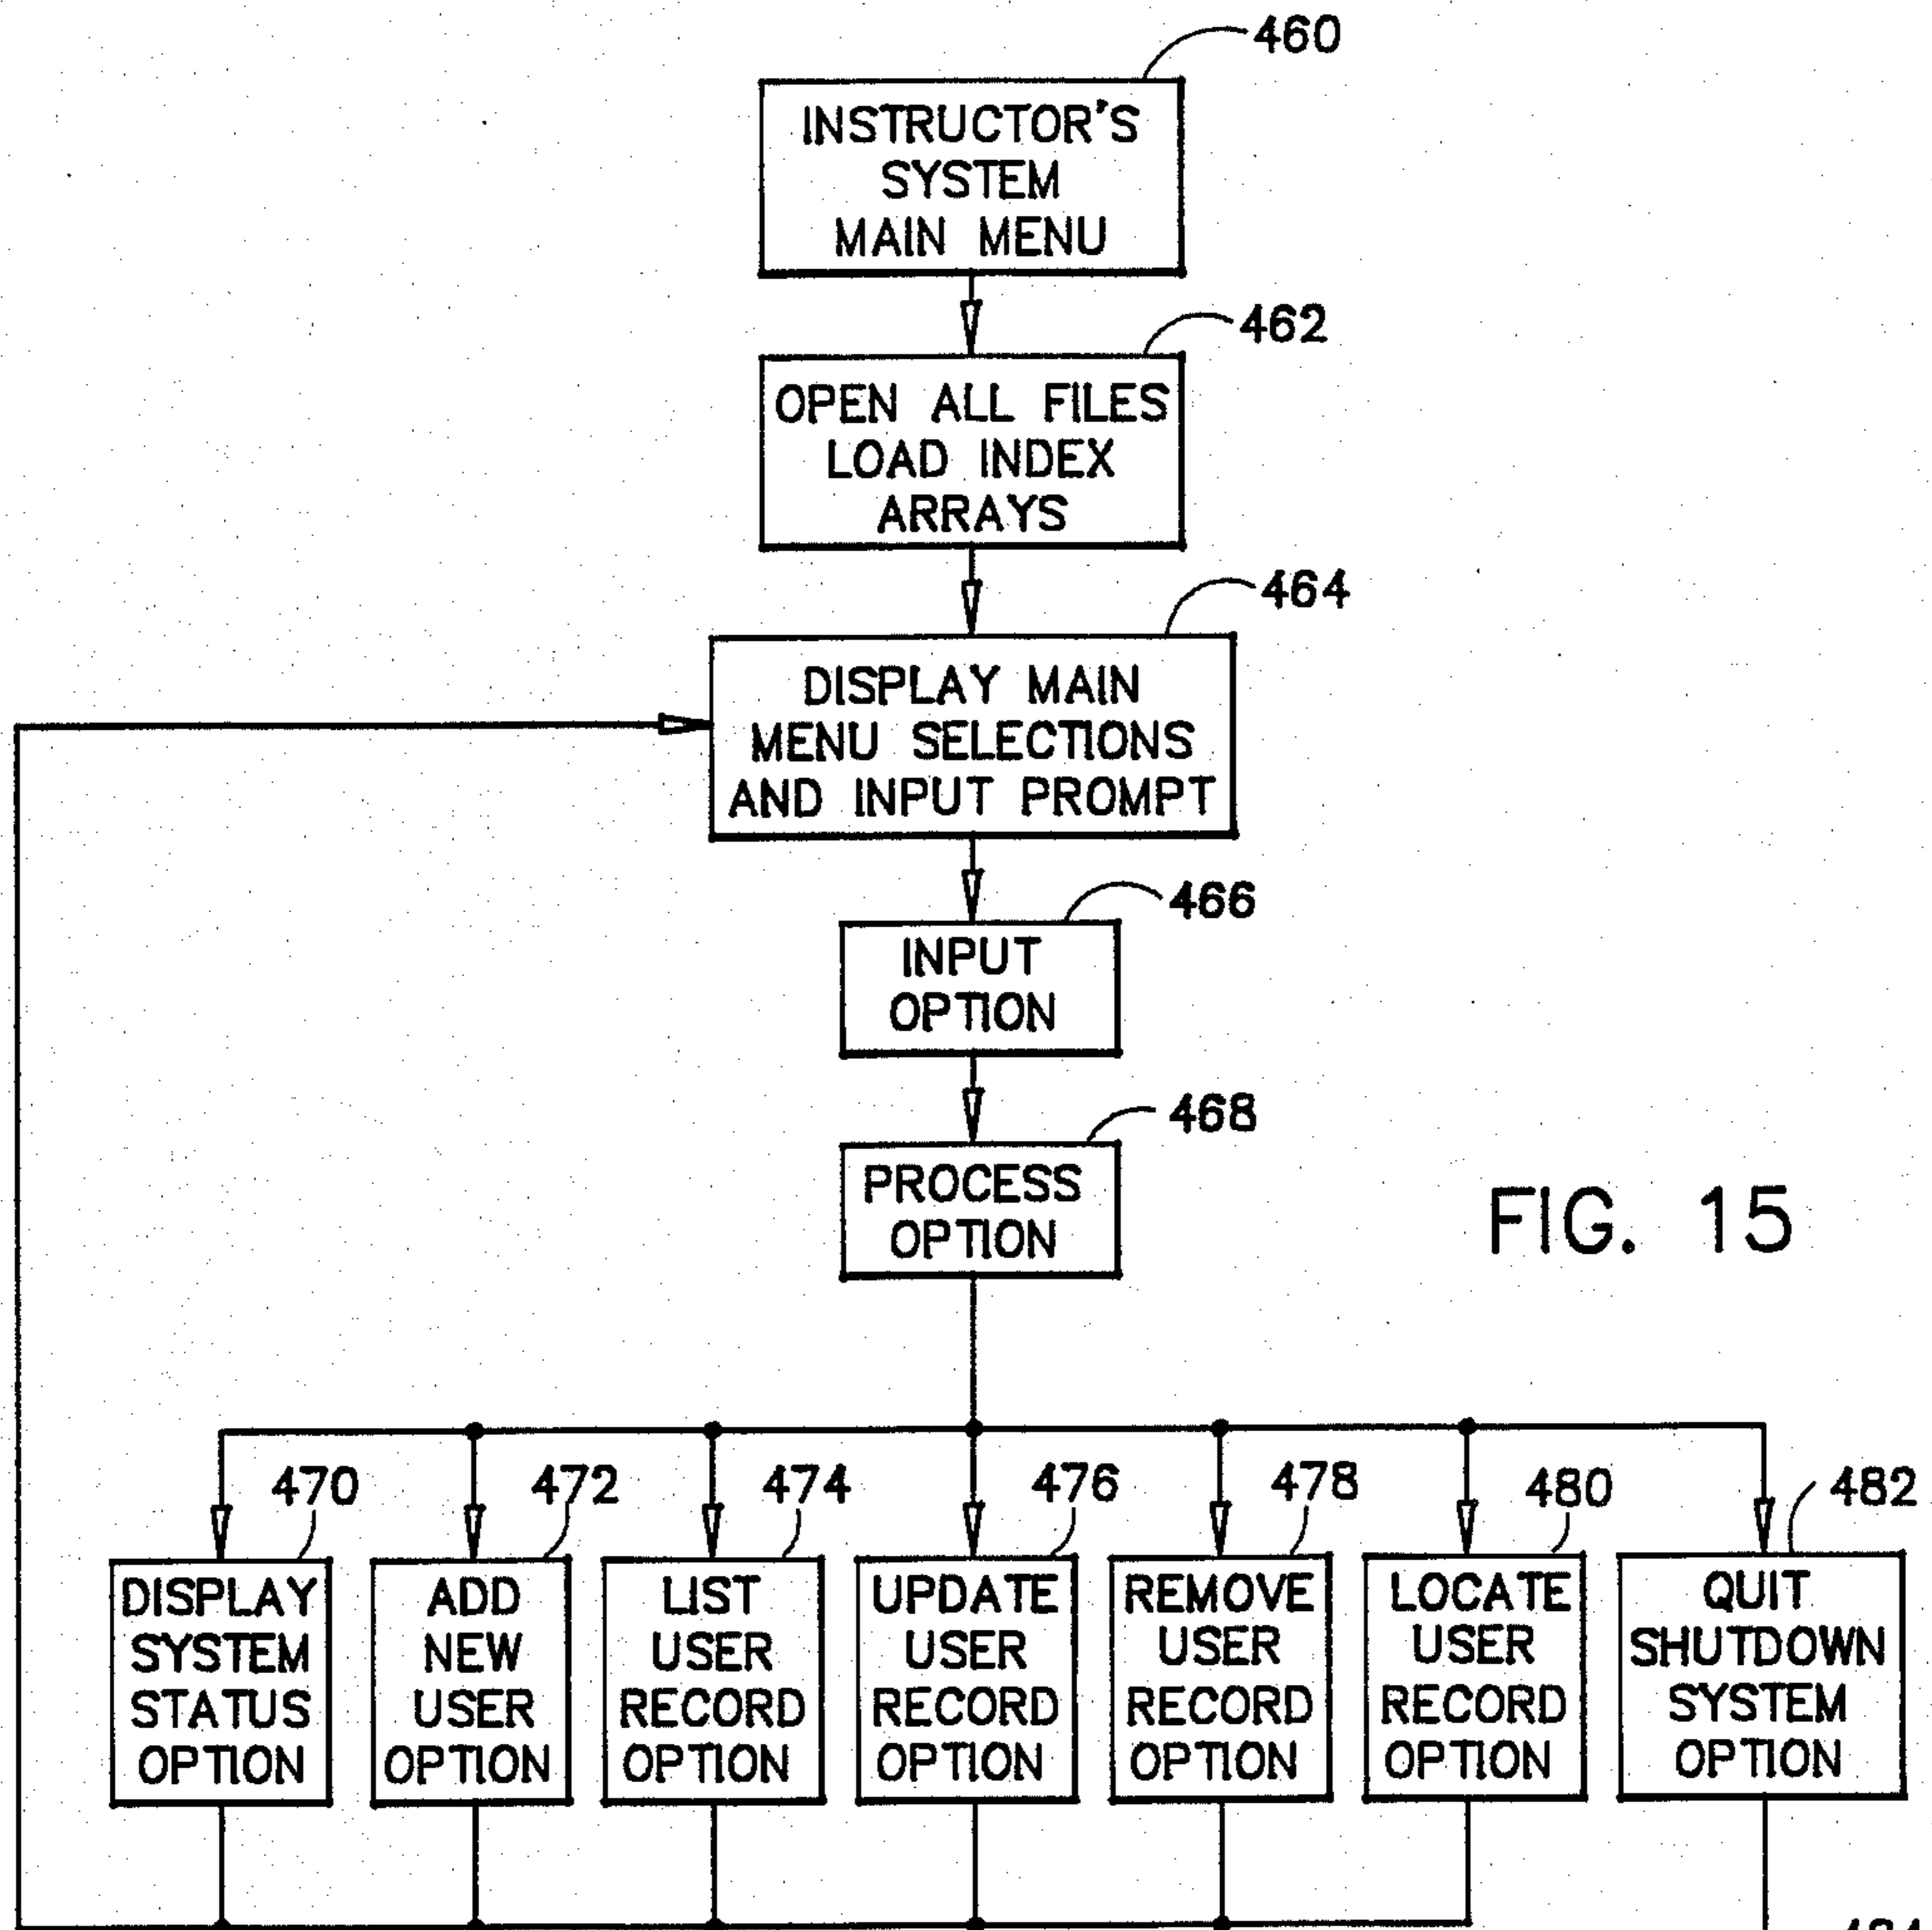 460
INSTRUCTOR'S
SYSTEM
MAIN MENU
462
OPEN ALL FILES
LOAD INDEX
ARRAYS
464
DISPLAY MAIN
MENU SELECTIONS
AND INPUT PROMPT
466
INPUT
OPTION
468
PROCESS
OPTION
FIG. 15
470
DISPLAY
SYSTEM
STATUS
OPTION
472
ADD
NEW
USER
OPTION
474
LIST
USER
RECORD
OPTION
476
UPDATE
USER
RECORD
OPTION
478
REMOVE
USER
RECORD
OPTION
480
LOCATE
USER
RECORD
OPTION
482
QUIT
SHUTDOWN
SYSTEM
OPTION